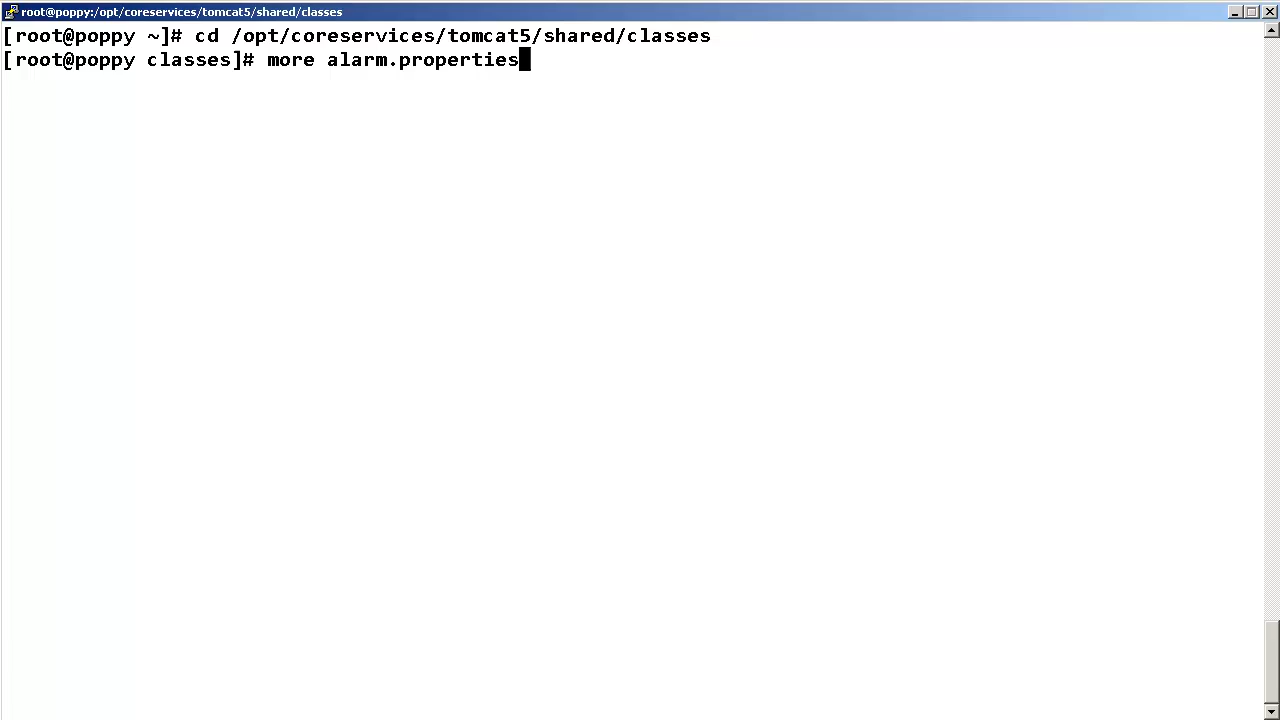 root@poppy:/opt/coreservices/tomcat5/shared/classes
[root@poppy ~]# cd /opt/coreservices/tomcat5/shared/classes
[root@poppy classes]# more alarm.properties